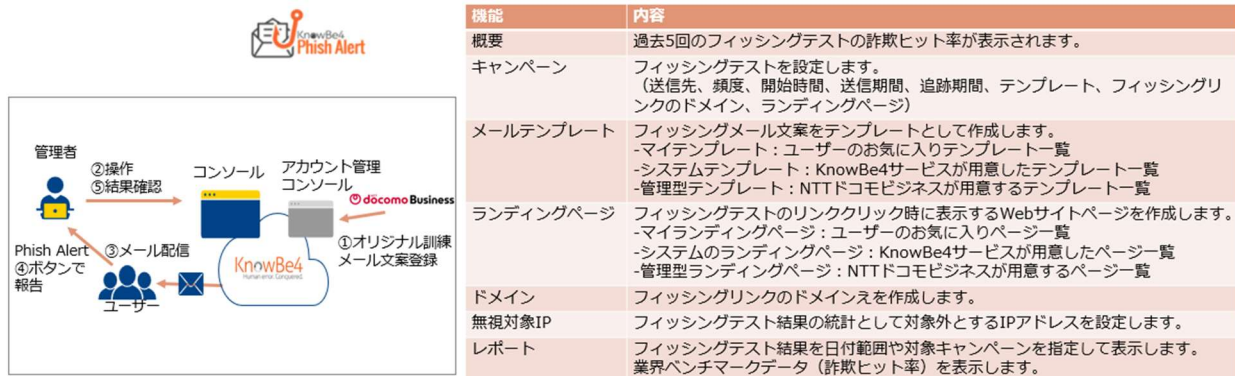 KnowBe4
Phish Alert
管理者
②操作
⑤結果確認
コンソール
アカウント管理
コンソール
döcomo Business
①オリジナル訓練
メール文案登録
Phish Alert
④ボタンで
報告
③メール配信
ユーザー
KnowBe4
Human error. Conquered.
機能 内容
概要 過去5回のフィッシングテストの詐欺ヒット率が表示されます。
キャンペーン フィッシングテストを設定します。
（送信先、頻度、開始時間、送信期間、追跡期間、テンプレート、フィッシングリ
ンクのドメイン、ランディングページ）
メールテンプレート フィッシングメール文案をテンプレートとして作成します。
-マイテンプレート：ユーザーのお気に入りテンプレート一覧
-システムテンプレート：KnowBe4サービスが用意したテンプレート一覧
-管理型テンプレート：NTTドコモビジネスが用意するテンプレート一覧
ランディングページ フィッシングテストのリンククリック時に表示するWebサイトページを作成します。
-マイランディングページ：ユーザーのお気に入りページ一覧
-システムのランディングページ：KnowBe4サービスが用意したページ一覧
-管理型ランディングページ：NTTドコモビジネスが用意するページ一覧
ドメイン フィッシングリンクのドメインえを作成します。
無視対象IP フィッシングテスト結果の統計として対象外とするIPアドレスを設定します。
レポート フィッシングテスト結果を日付範囲や対象キャンペーンを指定して表示します。
業界ベンチマークデータ（詐欺ヒット率）を表示します。